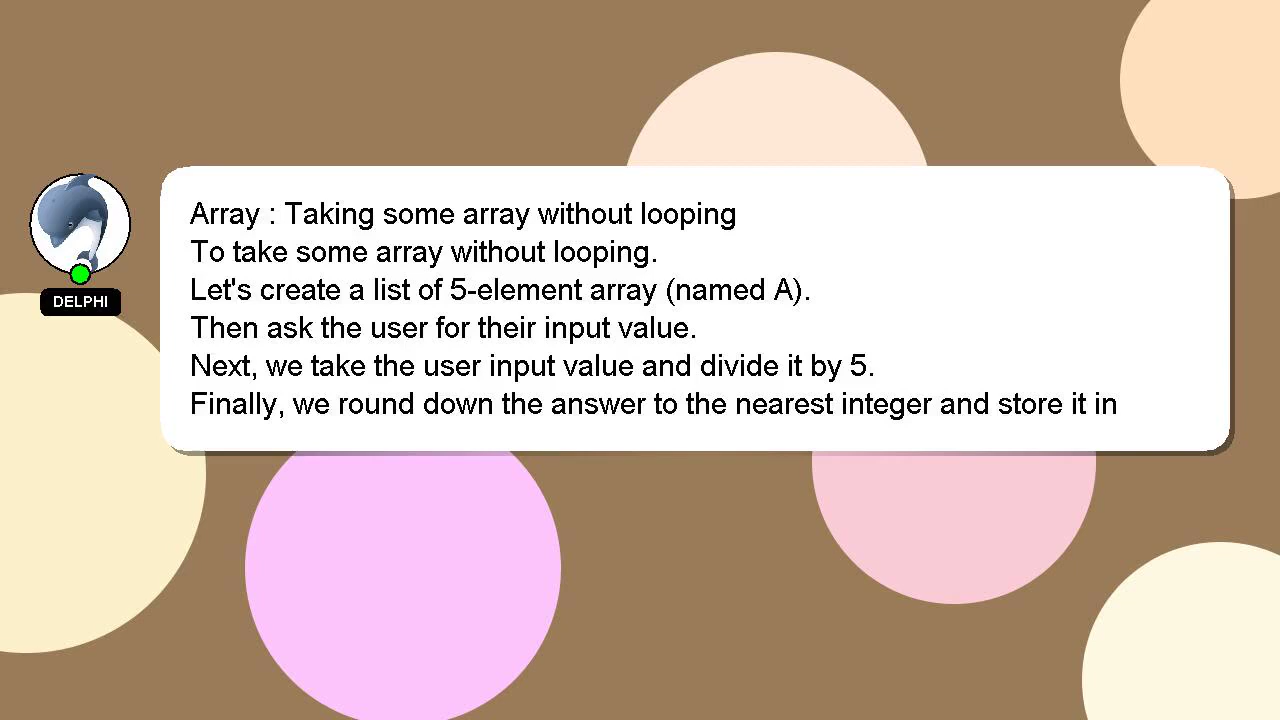 Array : Taking some array without looping
To take some array without looping.
Let's create a list of 5-element array (named A).
Then ask the user for their input value.
Next, we take the user input value and divide it by 5.
Finally, we round down the answer to the nearest integer and store it in
DELPHI